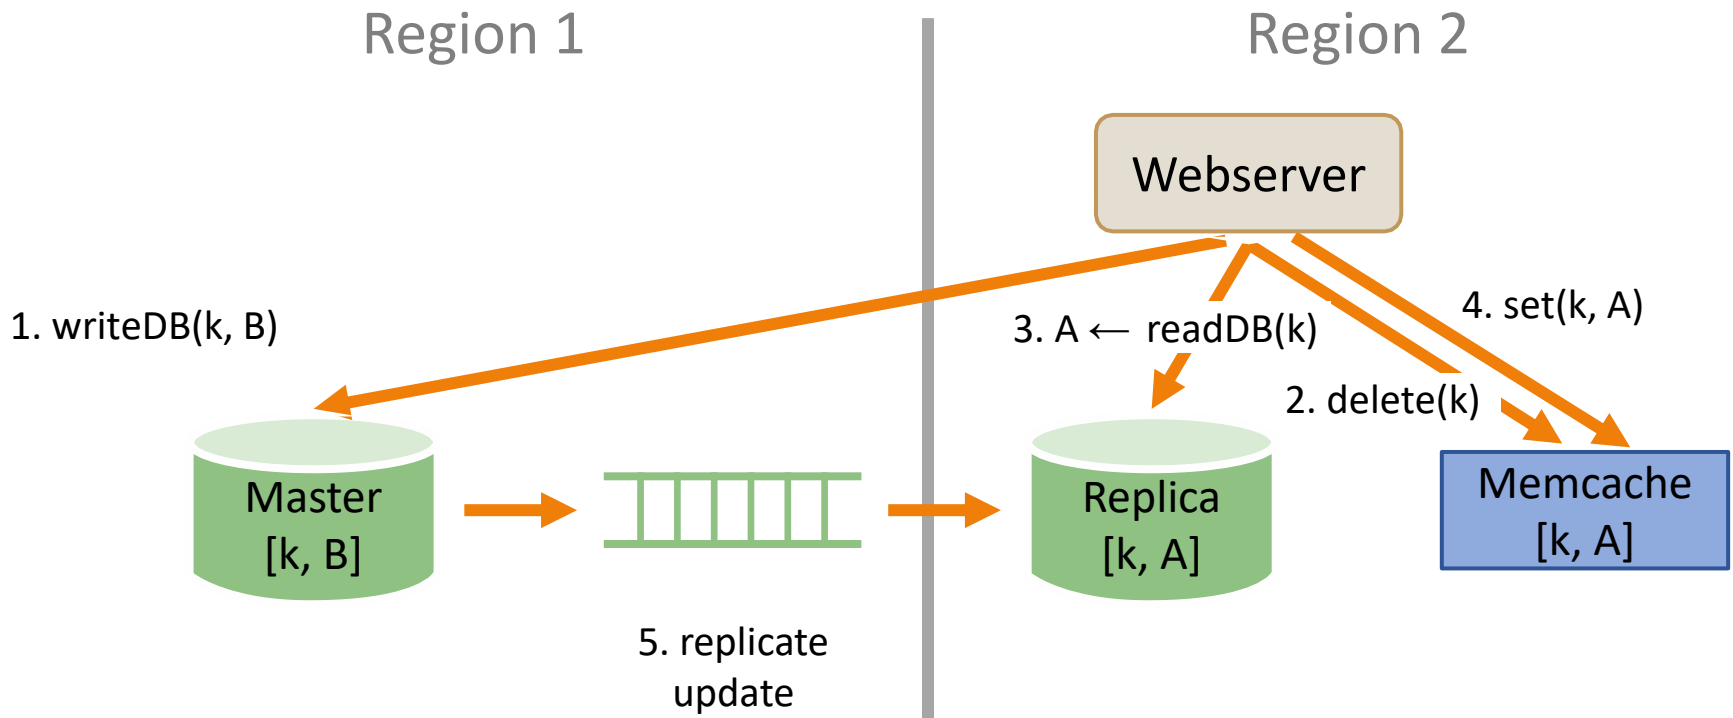 Region 1
Region 2
Webserver
1. writeDB(k, B)
3. A ← readDB(k)
4. set(k, A)
2. delete(k)
Master
[k, B]
Replica
[k, A]
Memcache
[k, A]
5. replicate
update